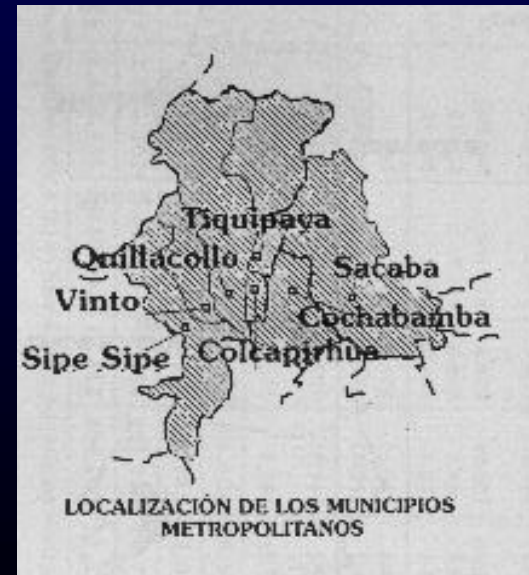 Tiquipaya
Quillacollo
Sacaba
Vinto
Cochabamba
Sipe Sipe
Colcapirhua
LOCALIZACIÓN DE LOS MUNICIPIOS
METROPOLITANOS